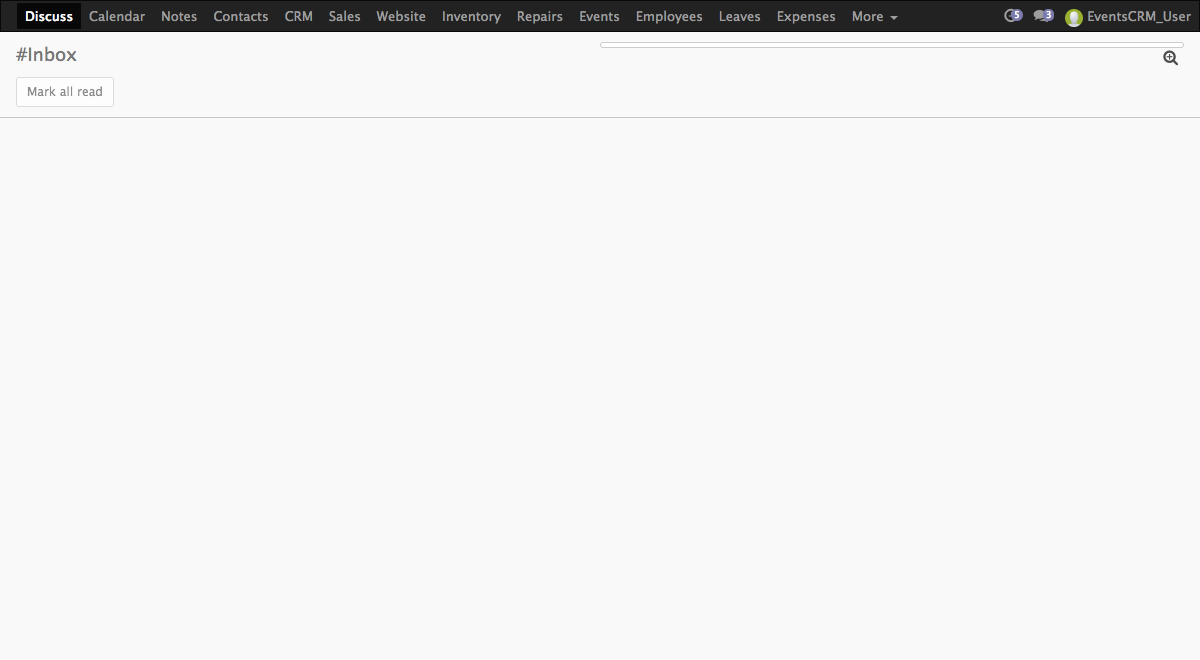 Discuss Calendar Notes Contacts CRM Sales Website Inventory Repairs Events Employees Leaves Expenses More 5 3 EventsCRM_User
#Inbox
Mark all read